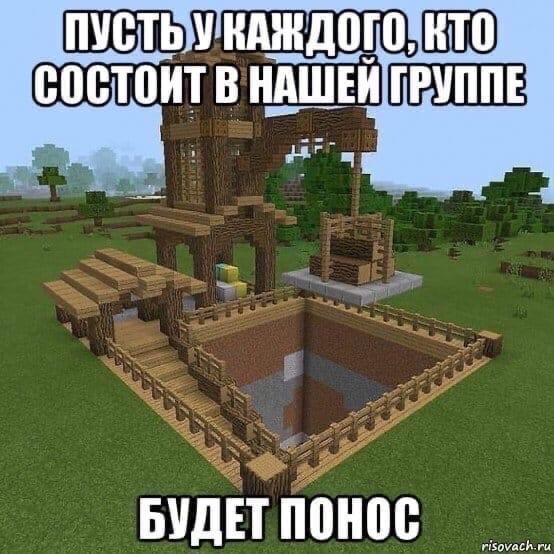 ПУСТЬ У КАЖДОГО, КТО
СОСТОИТ В НАШЕЙ ГРУППЕ
БУДЕТ ПОНОС
risovach.ru